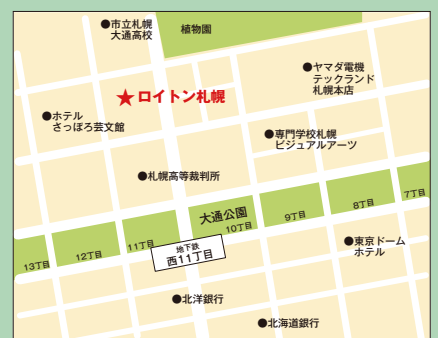 ●市立札幌
大通高校
植物園
●ヤマダ電機
テックランド
札幌本店
★ロイトン札幌
●ホテル
さっぽろ芸文館
●専門学校札幌
ビジュアルアーツ
●札幌高等裁判所
大通公園
7丁目
8丁目
9丁目
10丁目
11丁目
12丁目
13丁目
地下鉄
西11丁目
●東京ドーム
ホテル
●北洋銀行
●北海道銀行